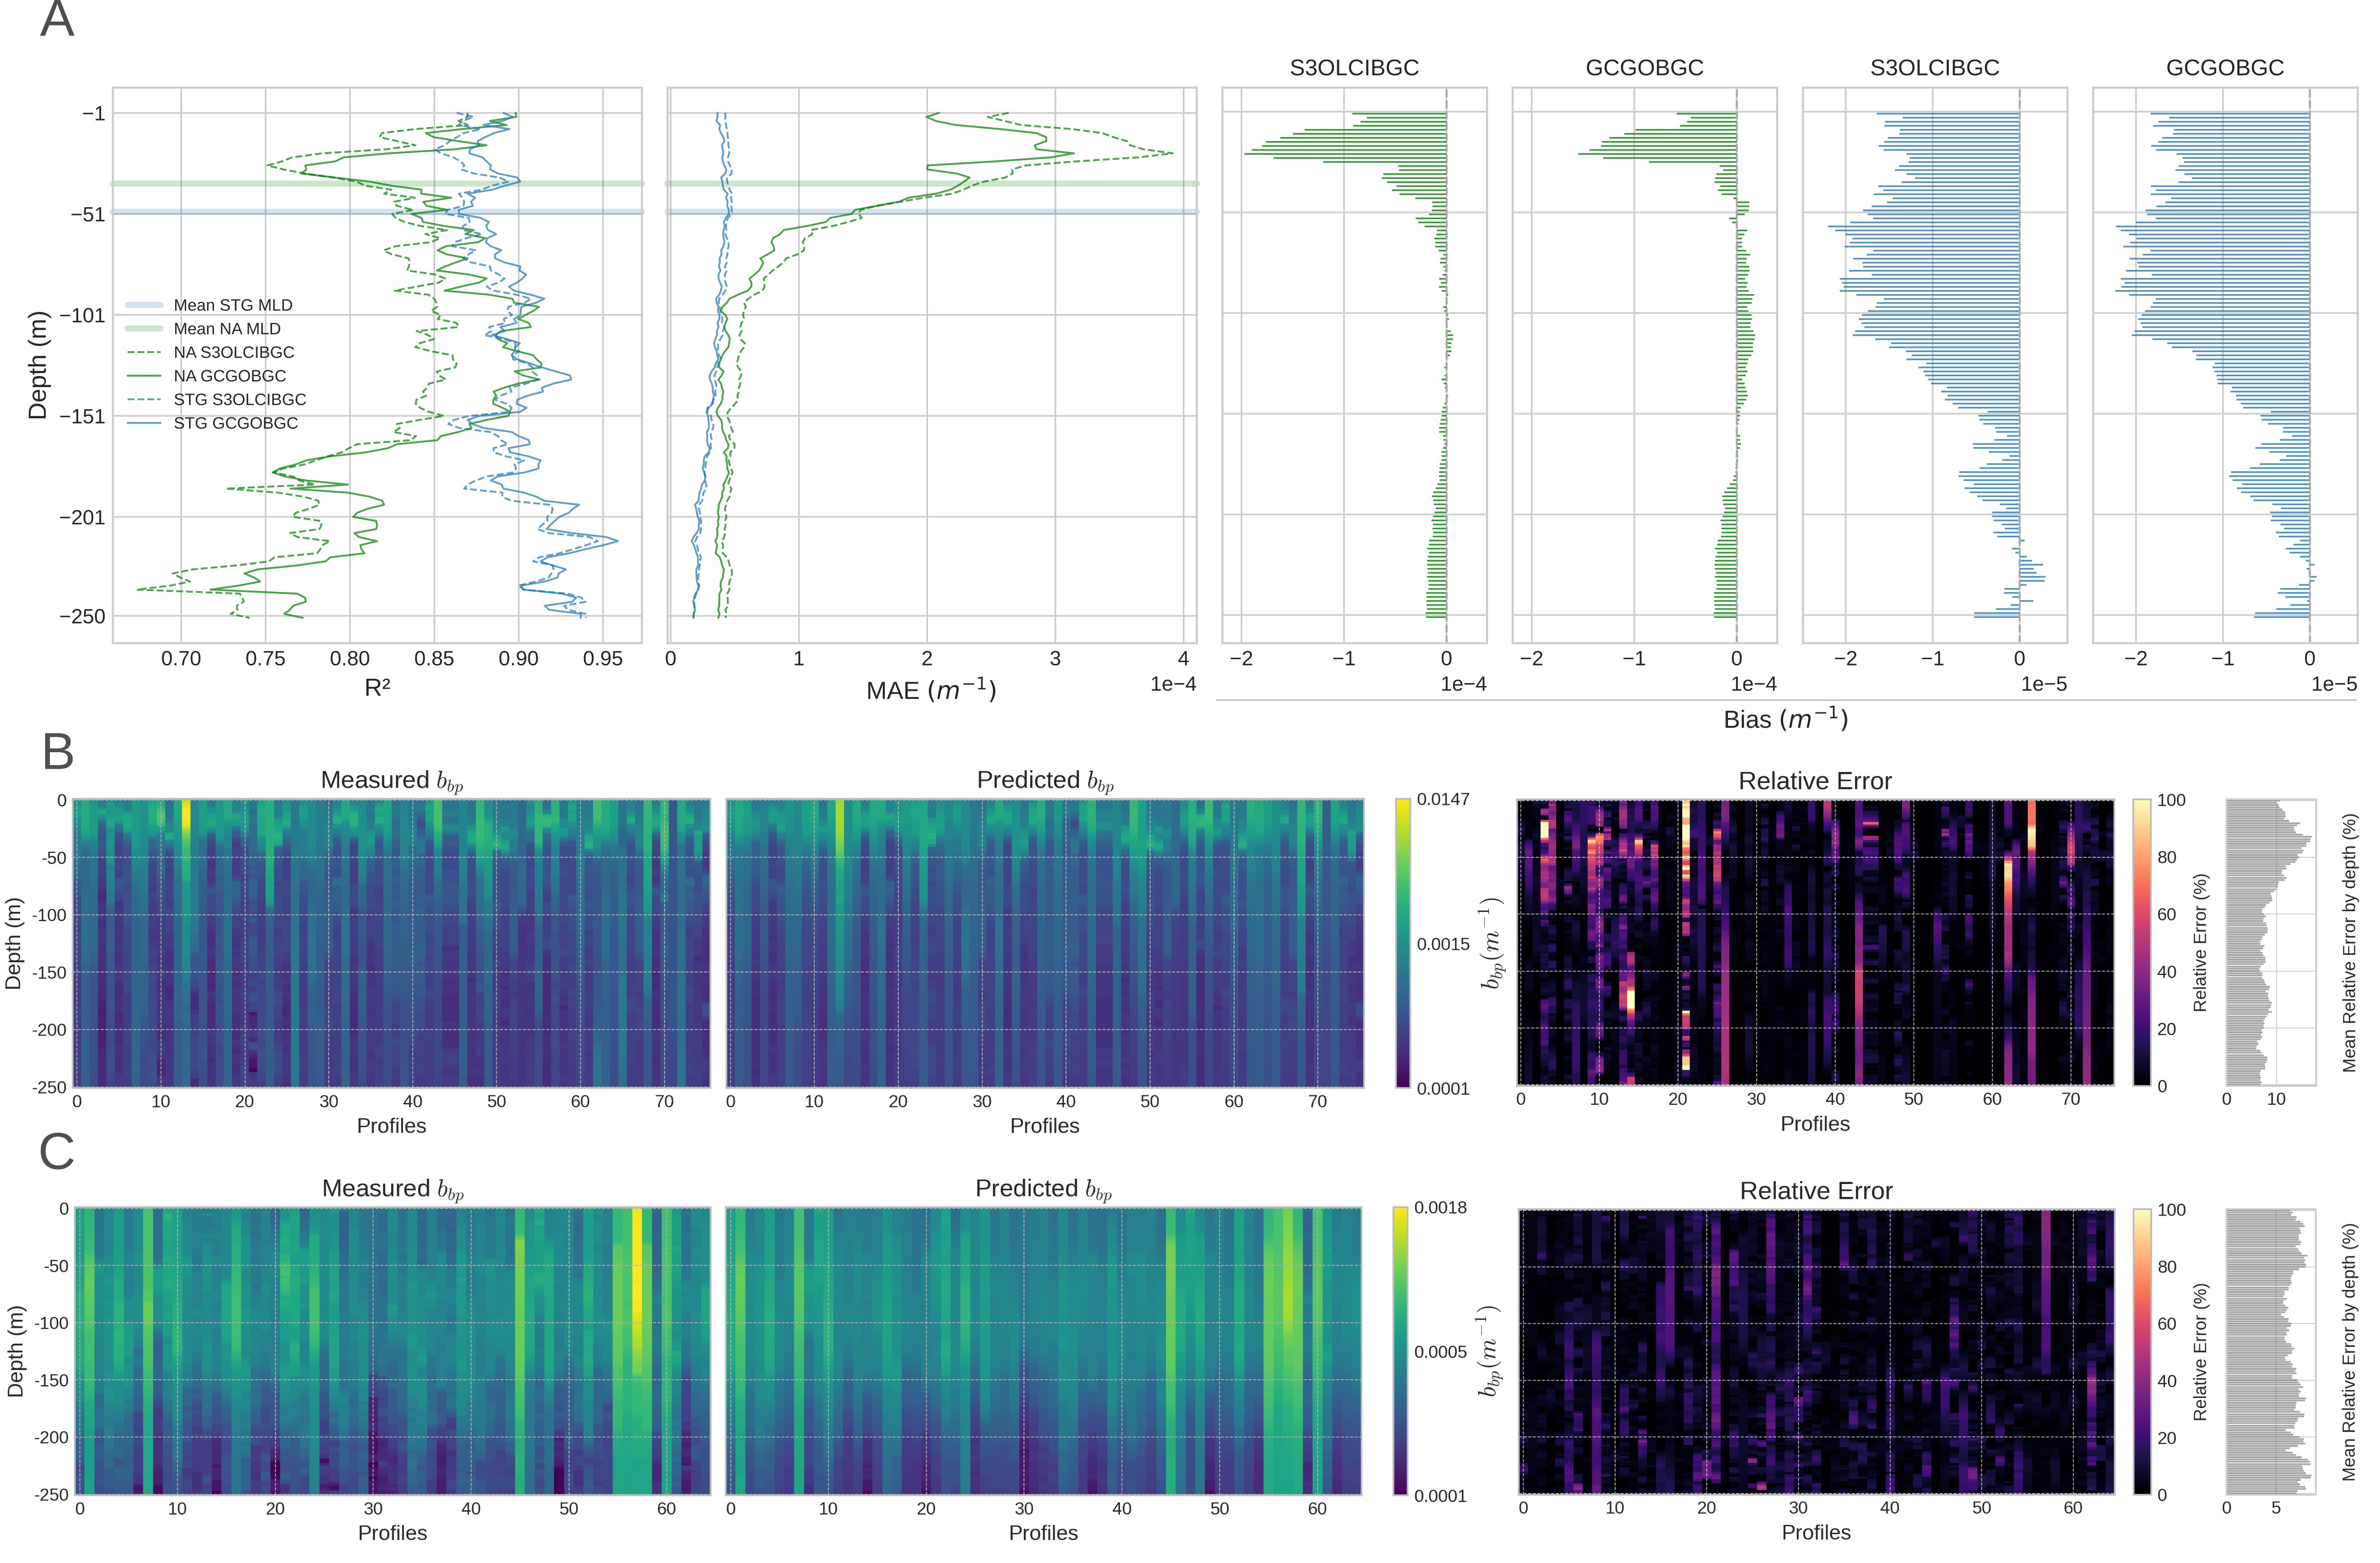 A
S3OLCIBGC GCGOBGC S3OLCIBGC GCGOBGC
−1
−51
−101
−151
−201
−250
Depth (m)
Mean STG MLD
Mean NA MLD
NA S3OLCIBGC
NA GCGOBGC
STG S3OLCIBGC
STG GCGOBGC
0.70 0.75 0.80 0.85 0.90 0.95
R²
0 1 2 3 4
1e−4
MAE (m⁻¹)
−2 −1 0
1e−4
−2 −1 0
1e−4
−2 −1 0
1e−5
−2 −1 0
1e−5
Bias (m⁻¹)
B
Measured b_bp
0
-50
-100
-150
-200
-250
Depth (m)
0 10 20 30 40 50 60 70
Profiles
Predicted b_bp
0 10 20 30 40 50 60 70
Profiles
0.0147
0.0015
0.0001
b_bp(m⁻¹)
Relative Error
0 10 20 30 40 50 60 70
Profiles
100
80
60
40
20
0
Relative Error (%)
0 10
Mean Relative Error by depth (%)
C
Measured b_bp
0
-50
-100
-150
-200
-250
Depth (m)
0 10 20 30 40 50 60
Profiles
Predicted b_bp
0 10 20 30 40 50 60
Profiles
0.0018
0.0005
0.0001
b_bp(m⁻¹)
Relative Error
0 10 20 30 40 50 60
Profiles
100
80
60
40
20
0
Relative Error (%)
0 5
Mean Relative Error by depth (%)